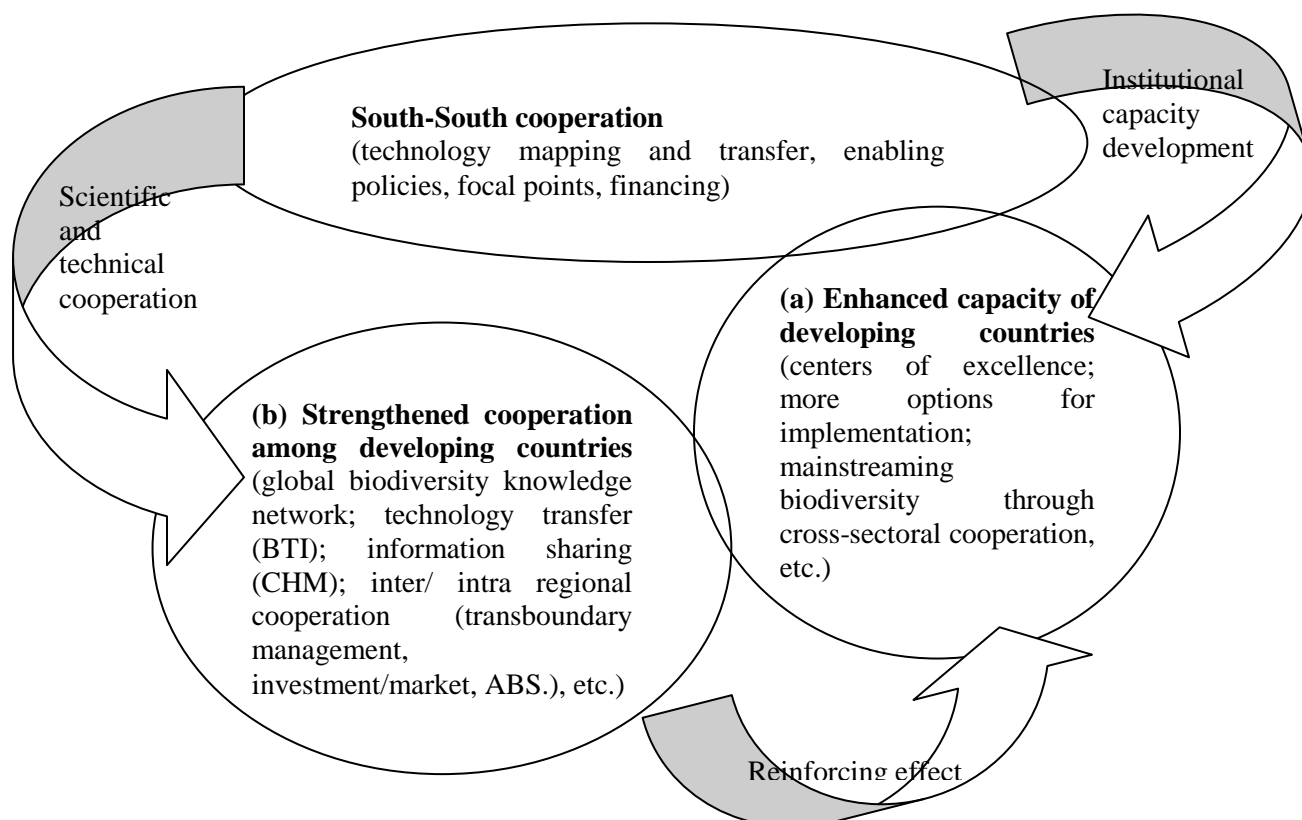 South-South cooperation
(technology mapping and transfer, enabling
policies, focal points, financing)
Institutional
capacity
development
Scientific
and
technical
cooperation
(a) Enhanced capacity of
developing countries
(centers of excellence;
more options for
implementation;
mainstreaming
biodiversity through
cross-sectoral cooperation,
etc.)
(b) Strengthened cooperation
among developing countries
(global biodiversity knowledge
network; technology transfer
(BTI); information sharing
(CHM); inter/ intra regional
cooperation (transboundary
management,
investment/market, ABS.), etc.)
Reinforcing effect